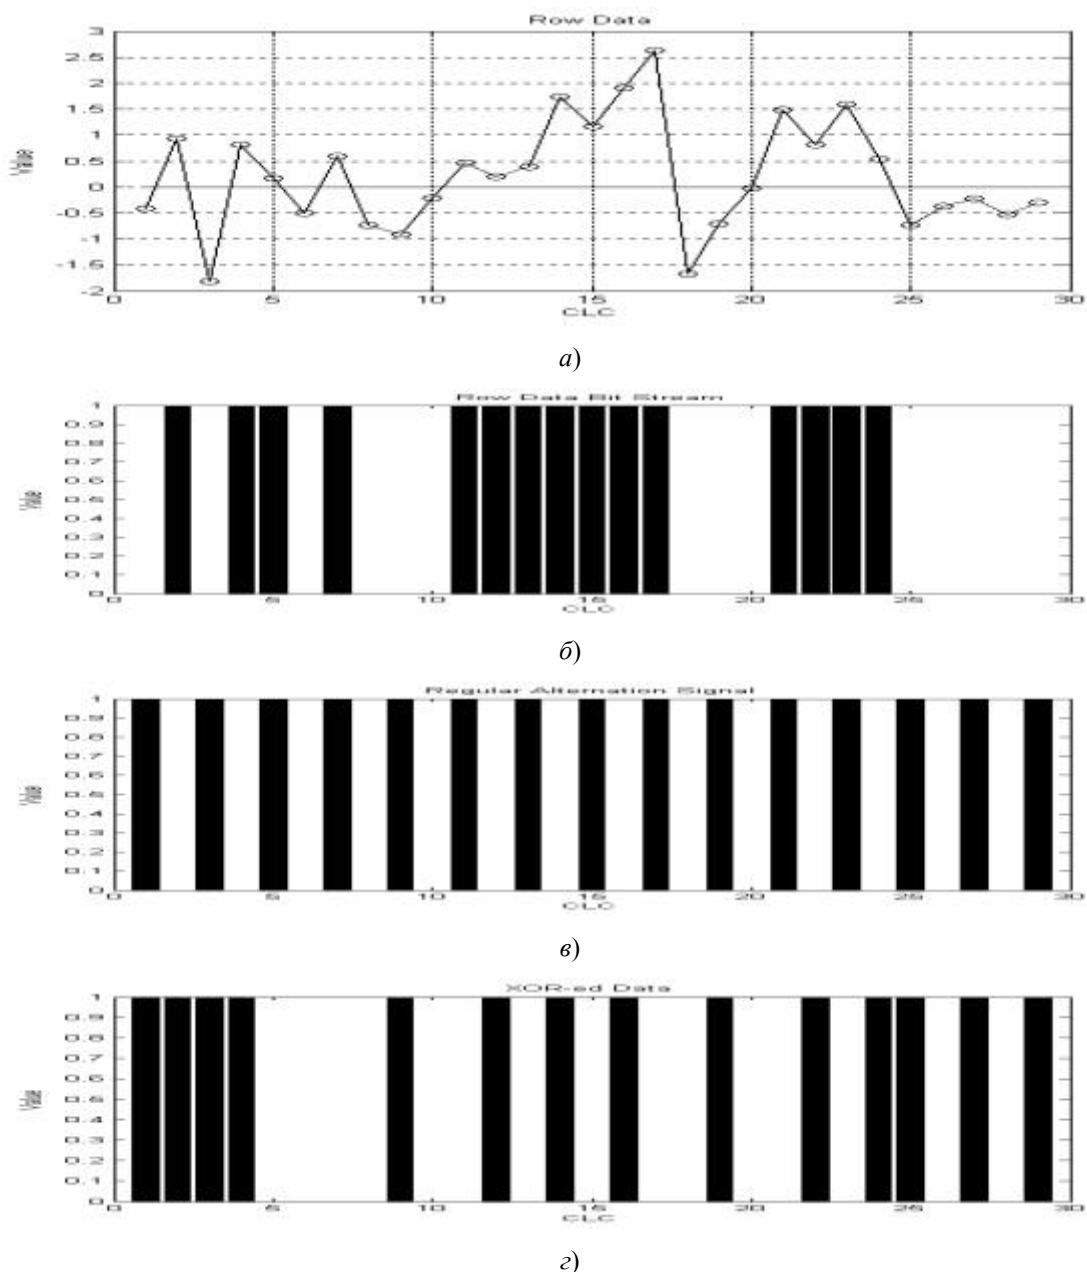 Row Data
3
2.5
2
1.5
1
0.5
0
-0.5
-1
-1.5
-2
Value
0 5 10 15 20 25 30
CLC
а)
Row Data Bit Stream
1
0.9
0.8
0.7
0.6
0.5
0.4
0.3
0.2
0.1
0
Value
0 5 10 15 20 25 30
CLC
б)
Regular Alternation Signal
1
0.9
0.8
0.7
0.6
0.5
0.4
0.3
0.2
0.1
0
Value
0 5 10 15 20 25 30
CLC
в)
XOR-ed Data
1
0.9
0.8
0.7
0.6
0.5
0.4
0.3
0.2
0.1
0
Value
0 5 10 15 20 25 30
CLC
г)